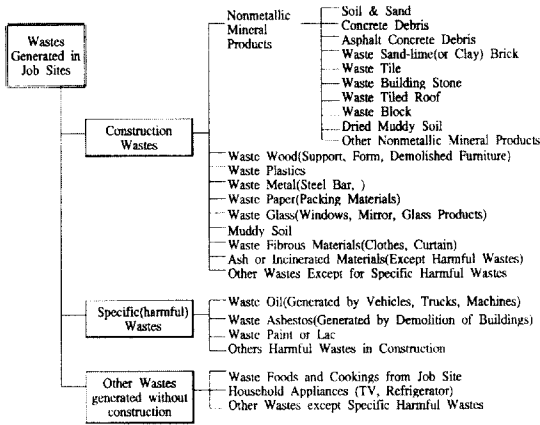 Wastes
Generated in
Job Sites
Construction
Wastes
Nonmetallic
Mineral
Products
Soil & Sand
Concrete Debris
Asphalt Concrete Debris
Waste Sand-lime(or Clay) Brick
Waste Tile
Waste Building Stone
Waste Tiled Roof
Waste Block
Dried Muddy Soil
Other Nonmetallic Mineral Products
Waste Wood(Support, Form, Demolished Furniture)
Waste Plastics
Waste Metal(Steel Bar, )
Waste Paper(Packing Materials)
Waste Glass(Windows, Mirror, Glass Products)
Muddy Soil
Waste Fibrous Materials(Clothes, Curtain)
Ash or Incinerated Materials(Except Harmful Wastes)
Other Wastes Except for Specific Harmful Wastes
Specific(harmful)
Wastes
Waste Oil(Generated by Vehicles, Trucks, Machines)
Waste Asbestos(Generated by Demolition of Buildings)
Waste Paint or Lac
Others Harmful Wastes in Construction
Other Wastes
generated without
construction
Waste Foods and Cookings from Job Site
Household Appliances (TV, Refrigerator)
Other Wastes except Specific Harmful Wastes